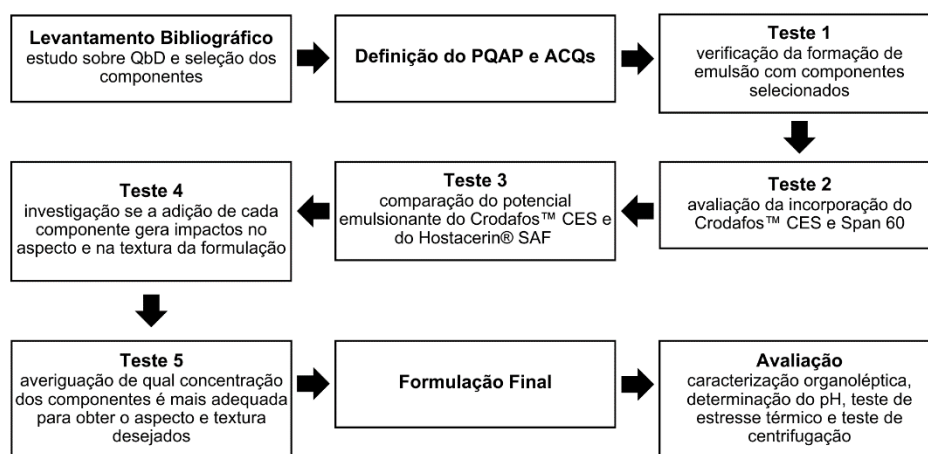 Levantamento Bibliográfico
estudo sobre QbD e seleção dos
componentes
Definição do PQAP e ACQs
Teste 1
verificação da formação de
emulsão com componentes
selecionados
Teste 2
avaliação da incorporação do
Crodafos™ CES e Span 60
Teste 3
comparação do potencial
emulsionante do Crodafos™ CES e
do Hostacerin® SAF
Teste 4
investigação se a adição de cada
componente gera impactos no
aspecto e na textura da formulação
Teste 5
averiguação de qual concentração
dos componentes é mais adequada
para obter o aspecto e textura
desejados
Formulação Final
Avaliação
caracterização organoléptica,
determinação do pH, teste de
estresse térmico e teste de
centrifugação